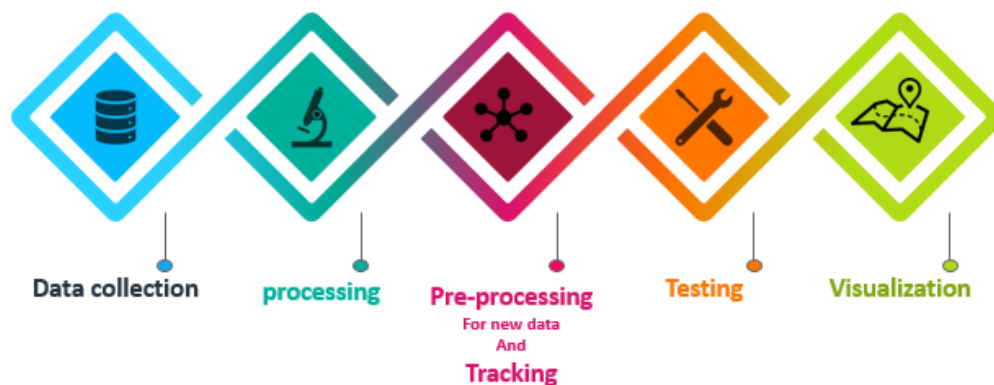 Data collection
processing
Pre-processing
For new data
And
Tracking
Testing
Visualization